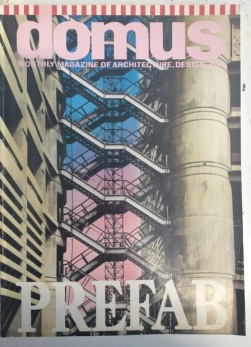 domus
MONTHLY MAGAZINE OF ARCHITECTURE, DESIGN,
PREFAB